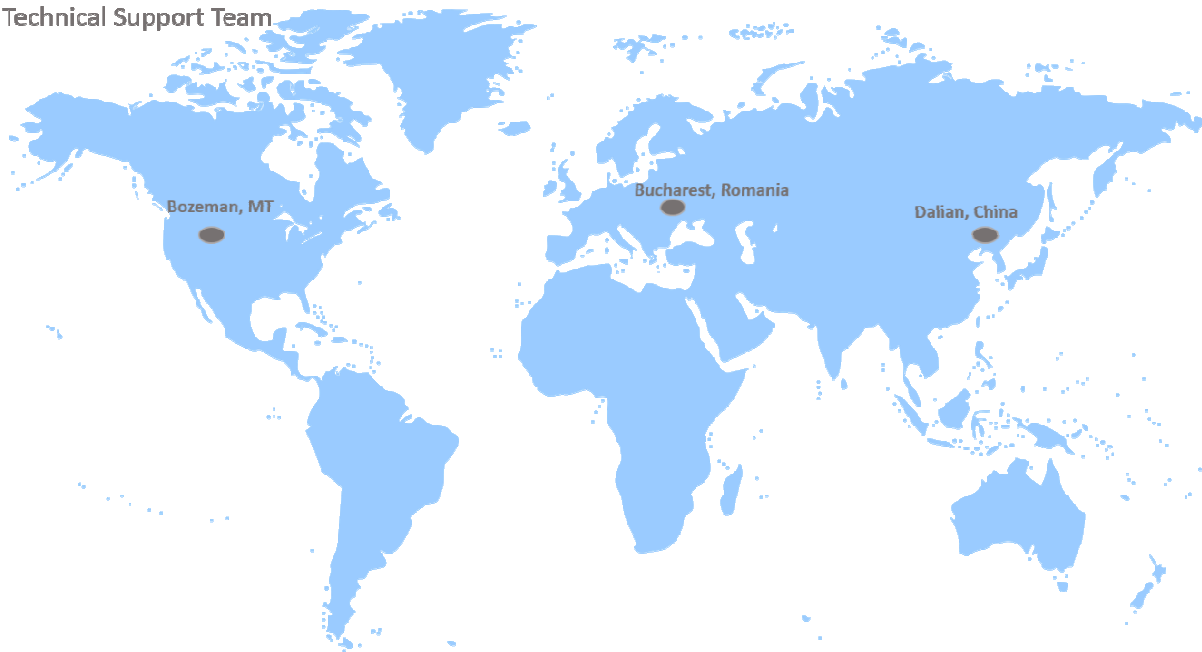 Technical Support Team
Bucharest, Romania
Bozeman, MT
Dalian, China